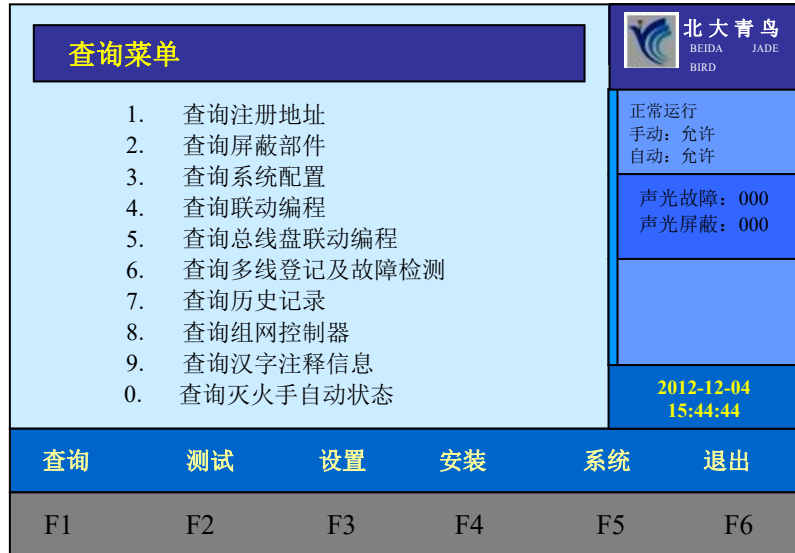 查询菜单
1. 查询注册地址
2. 查询屏蔽部件
3. 查询系统配置
4. 查询联动编程
5. 查询总线盘联动编程
6. 查询多线登记及故障检测
7. 查询历史记录
8. 查询组网控制器
9. 查询汉字注释信息
0. 查询灭火手自动状态
北大青鸟
BEIDA JADE
BIRD
正常运行
手动：允许
自动：允许
声光故障：000
声光屏蔽：000
2012-12-04
15:44:44
查询 测试 设置 安装 系统 退出
F1 F2 F3 F4 F5 F6